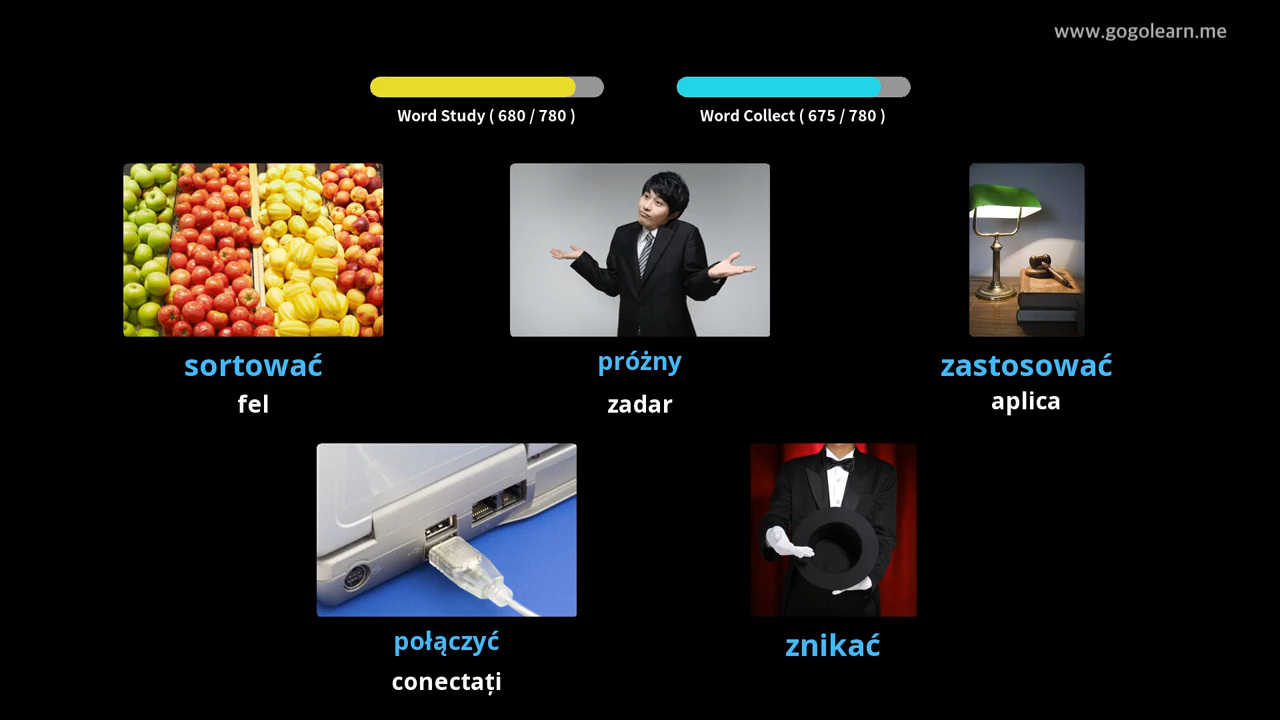 www.gogolearn.me
Word Study ( 680 / 780 )
Word Collect ( 675 / 780 )
sortować
fel
próżny
zadar
zastosować
aplica
połączyć
conectați
znikać